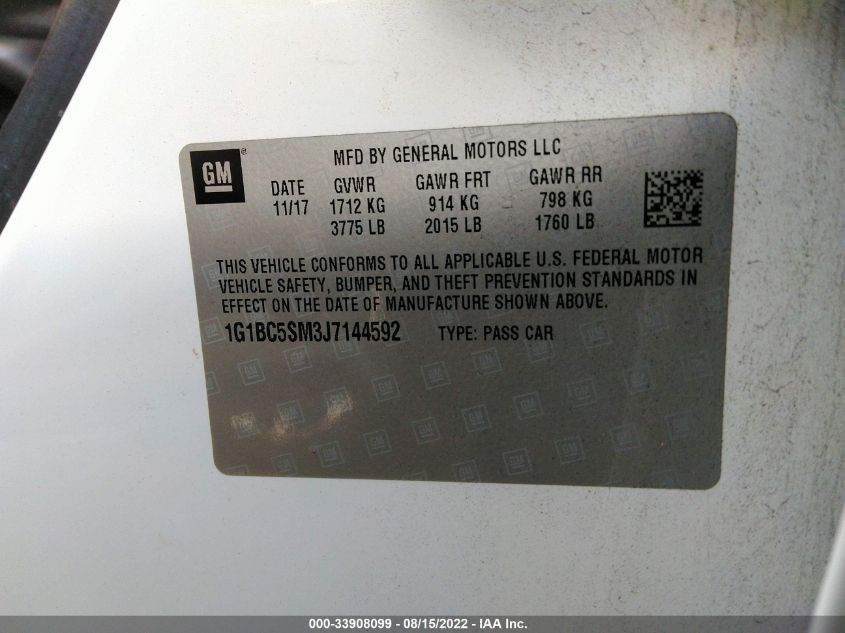 GM®
MFD BY GENERAL MOTORS LLC
DATE GVWR GAWR FRT GAWR RR
11/17 1712 KG 914 KG 798 KG
3775 LB 2015 LB 1760 LB
THIS VEHICLE CONFORMS TO ALL APPLICABLE U.S. FEDERAL MOTOR
VEHICLE SAFETY, BUMPER, AND THEFT PREVENTION STANDARDS IN
EFFECT ON THE DATE OF MANUFACTURE SHOWN ABOVE.
1G1BC5SM3J7144592 TYPE: PASS CAR
000-33908099 - 08/15/2022 - IAA Inc.